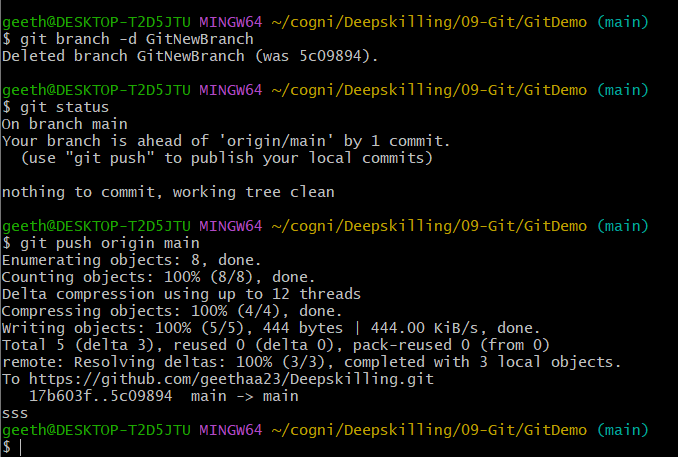 geeth@DESKTOP-T2D5JTU MINGW64 ~/cogni/Deepskilling/09-Git/GitDemo (main)
$ git branch -d GitNewBranch
Deleted branch GitNewBranch (was 5c09894).
geeth@DESKTOP-T2D5JTU MINGW64 ~/cogni/Deepskilling/09-Git/GitDemo (main)
$ git status
On branch main
Your branch is ahead of 'origin/main' by 1 commit.
  (use "git push" to publish your local commits)
nothing to commit, working tree clean
geeth@DESKTOP-T2D5JTU MINGW64 ~/cogni/Deepskilling/09-Git/GitDemo (main)
$ git push origin main
Enumerating objects: 8, done.
Counting objects: 100% (8/8), done.
Delta compression using up to 12 threads
Compressing objects: 100% (4/4), done.
Writing objects: 100% (5/5), 444 bytes | 444.00 KiB/s, done.
Total 5 (delta 3), reused 0 (delta 0), pack-reused 0 (from 0)
remote: Resolving deltas: 100% (3/3), completed with 3 local objects.
To https://github.com/geethaa23/Deepskilling.git
   17b603f..5c09894  main -> main
sss
geeth@DESKTOP-T2D5JTU MINGW64 ~/cogni/Deepskilling/09-Git/GitDemo (main)
$